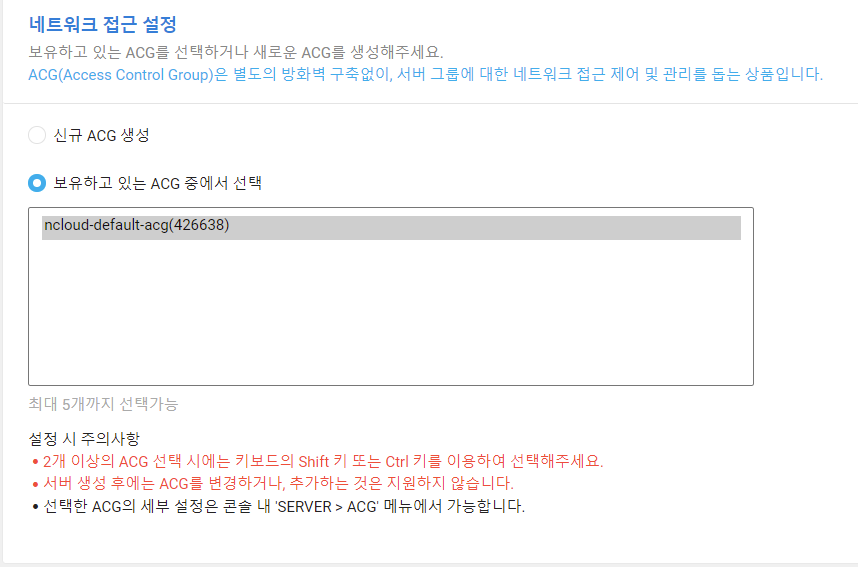 네트워크 접근 설정
보유하고 있는 ACG를 선택하거나 새로운 ACG를 생성해주세요.
ACG(Access Control Group)은 별도의 방화벽 구축없이, 서버 그룹에 대한 네트워크 접근 제어 및 관리를 돕는 상품입니다.
신규 ACG 생성
보유하고 있는 ACG 중에서 선택
ncloud-default-acg(426638)
최대 5개까지 선택가능
설정 시 주의사항
• 2개 이상의 ACG 선택 시에는 키보드의 Shift 키 또는 Ctrl 키를 이용하여 선택해주세요.
• 서버 생성 후에는 ACG를 변경하거나, 추가하는 것은 지원하지 않습니다.
• 선택한 ACG의 세부 설정은 콘솔 내 'SERVER > ACG' 메뉴에서 가능합니다.